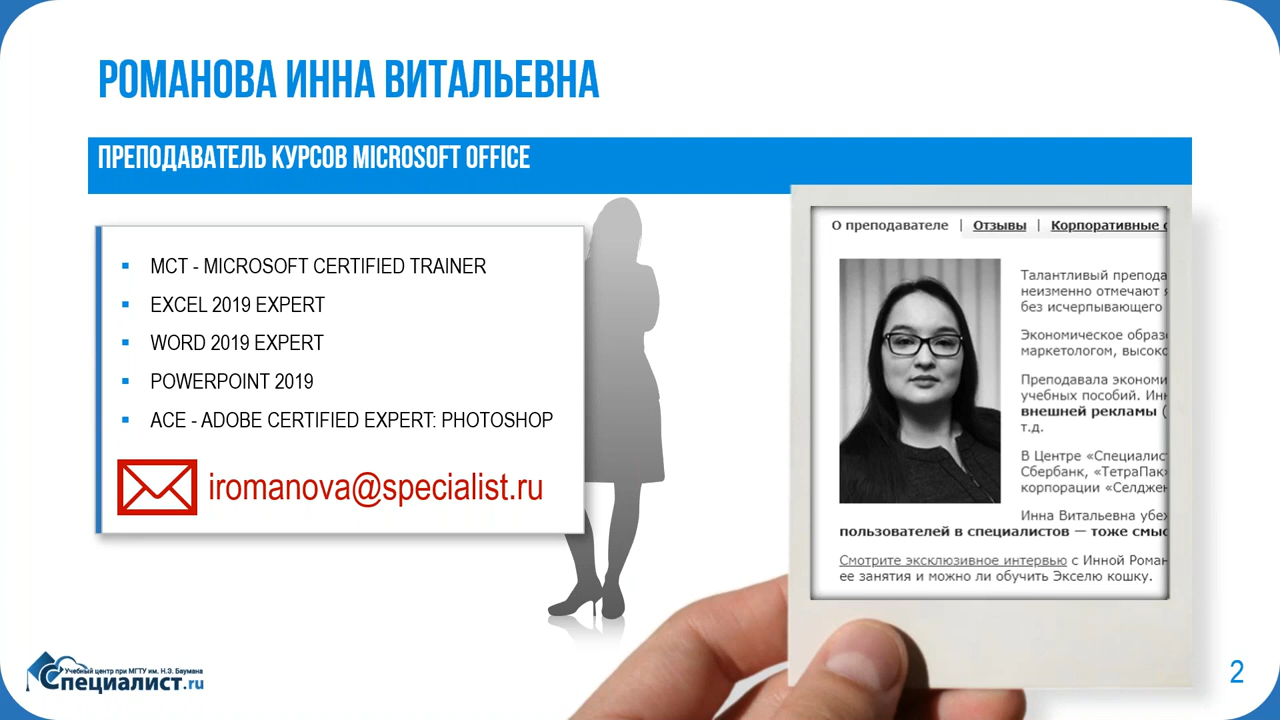 РОМАНОВА ИННА ВИТАЛЬЕВНА
ПРЕПОДАВАТЕЛЬ КУРСОВ MICROSOFT OFFICE
MCT - MICROSOFT CERTIFIED TRAINER
EXCEL 2019 EXPERT
WORD 2019 EXPERT
POWERPOINT 2019
ACE - ADOBE CERTIFIED EXPERT: PHOTOSHOP
iromanova@specialist.ru
О преподавателе | Отзывы | Корпоративные
Талантливый препода
неизменно отмечают
без исчерпывающего
Экономическое образ
маркетологом, высоко
Преподавала экономи
учебных пособий. Ин
внешней рекламы (
т.д.
В Центре «Специалис
Сбербанк, «ТетраПак»
корпорации «Селджен
Инна Витальевна убе
пользователей в специалистов — тоже смыс
Смотрите эксклюзивное интервью с Инной Роман
ее занятия и можно ли обучить Экселю кошку.
Учебный центр при МГТУ им. Н.Э. Баумана
Специалист.ru
2